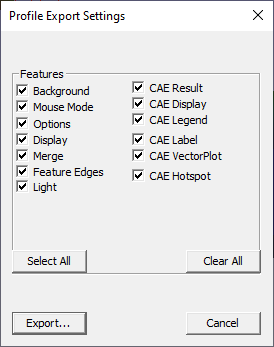 Profile Export Settings
Features
Background
Mouse Mode
Options
Display
Merge
Feature Edges
Light
CAE Result
CAE Display
CAE Legend
CAE Label
CAE VectorPlot
CAE Hotspot
Select All
Clear All
Export...
Cancel